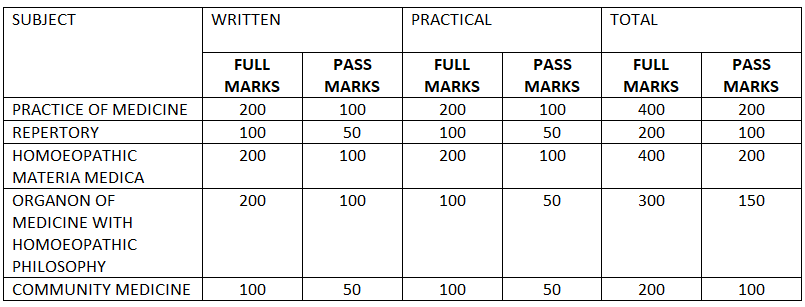 SUBJECT WRITTEN PRACTICAL TOTAL
FULL PASS FULL PASS FULL PASS
MARKS MARKS MARKS MARKS MARKS MARKS
PRACTICE OF MEDICINE 200 100 200 100 400 200
REPERTORY 100 50 100 50 200 100
HOMOEOPATHIC 200 100 200 100 400 200
MATERIA MEDICA
ORGANON OF 200 100 100 50 300 150
MEDICINE WITH
HOMOEOPATHIC
PHILOSOPHY
COMMUNITY MEDICINE 100 50 100 50 200 100